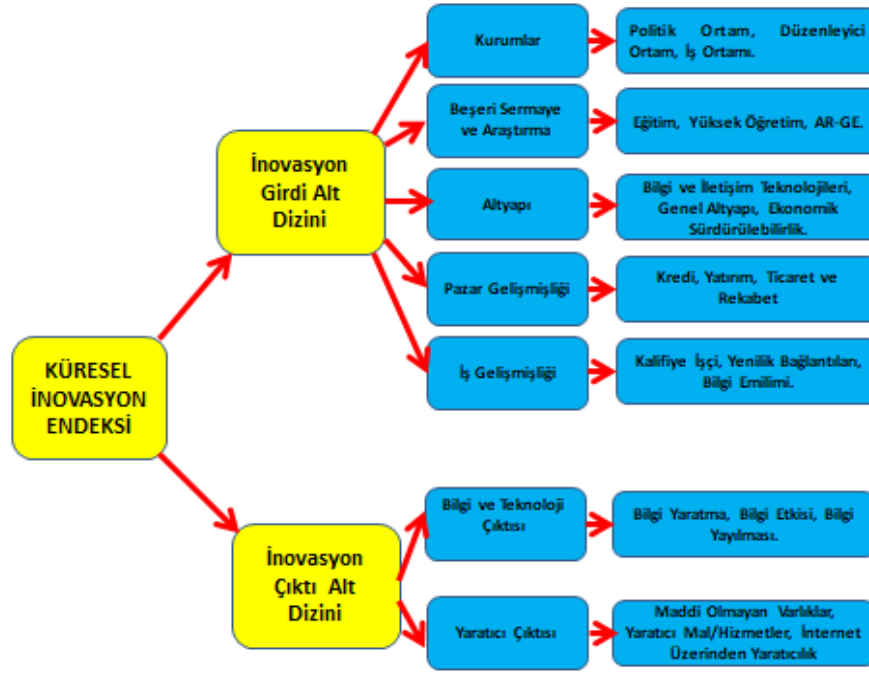 Kurumlar
Politik Ortam, Düzenleyici
Ortam, İş Ortamı.
Beşeri Sermaye
ve Araştırma
Eğitim, Yüksek Öğretim, AR-GE.
İnovasyon
Girdi Alt
Dizini
Altyapı
Bilgi ve İletişim Teknolojileri,
Genel Altyapı, Ekonomik
Sürdürülebilirlik.
Pazar Gelişmişliği
Kredi, Yatırım, Ticaret ve
Rekabet
KÜRESEL
İNOVASYON
ENDEKSİ
İş Gelişmişliği
Kalifiye İşçi, Yenilik Bağlantıları,
Bilgi Emilimi.
Bilgi ve Teknoloji
Çıktısı
Bilgi Yaratma, Bilgi Etkisi, Bilgi
Yayılması.
İnovasyon
Çıktı Alt
Dizini
Yaratıcı Çıktısı
Maddi Olmayan Varlıklar,
Yaratıcı Mal/Hizmetler, İnternet
Üzerinden Yaratıcılık